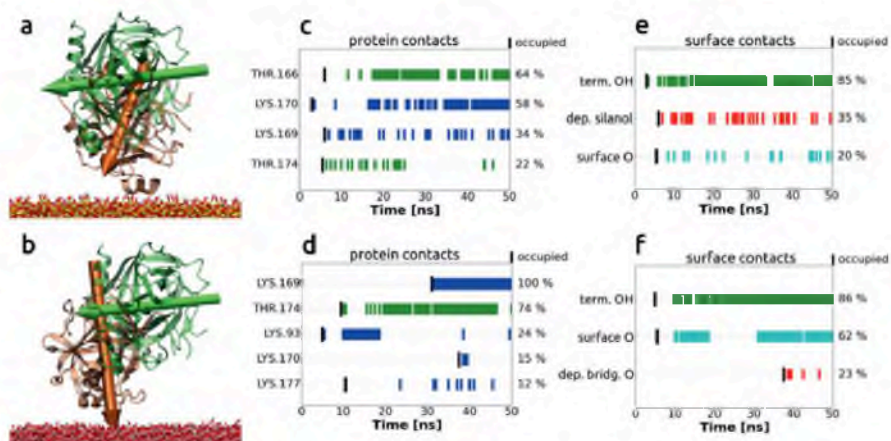 a
c
protein contacts
occupied
THR.166
64 %
LYS.170
58 %
LYS.169
34 %
THR.174
22 %
0 10 20 30 40 50
Time [ns]
e
surface contacts
occupied
term. OH
85 %
dep. silanol
35 %
surface O
20 %
0 10 20 30 40 50
Time [ns]
b
d
protein contacts
occupied
LYS.169
100 %
THR.174
74 %
LYS.93
24 %
LYS.170
15 %
LYS.177
12 %
0 10 20 30 40 50
Time [ns]
f
surface contacts
occupied
term. OH
86 %
surface O
62 %
dep. bridg. O
23 %
0 10 20 30 40 50
Time [ns]